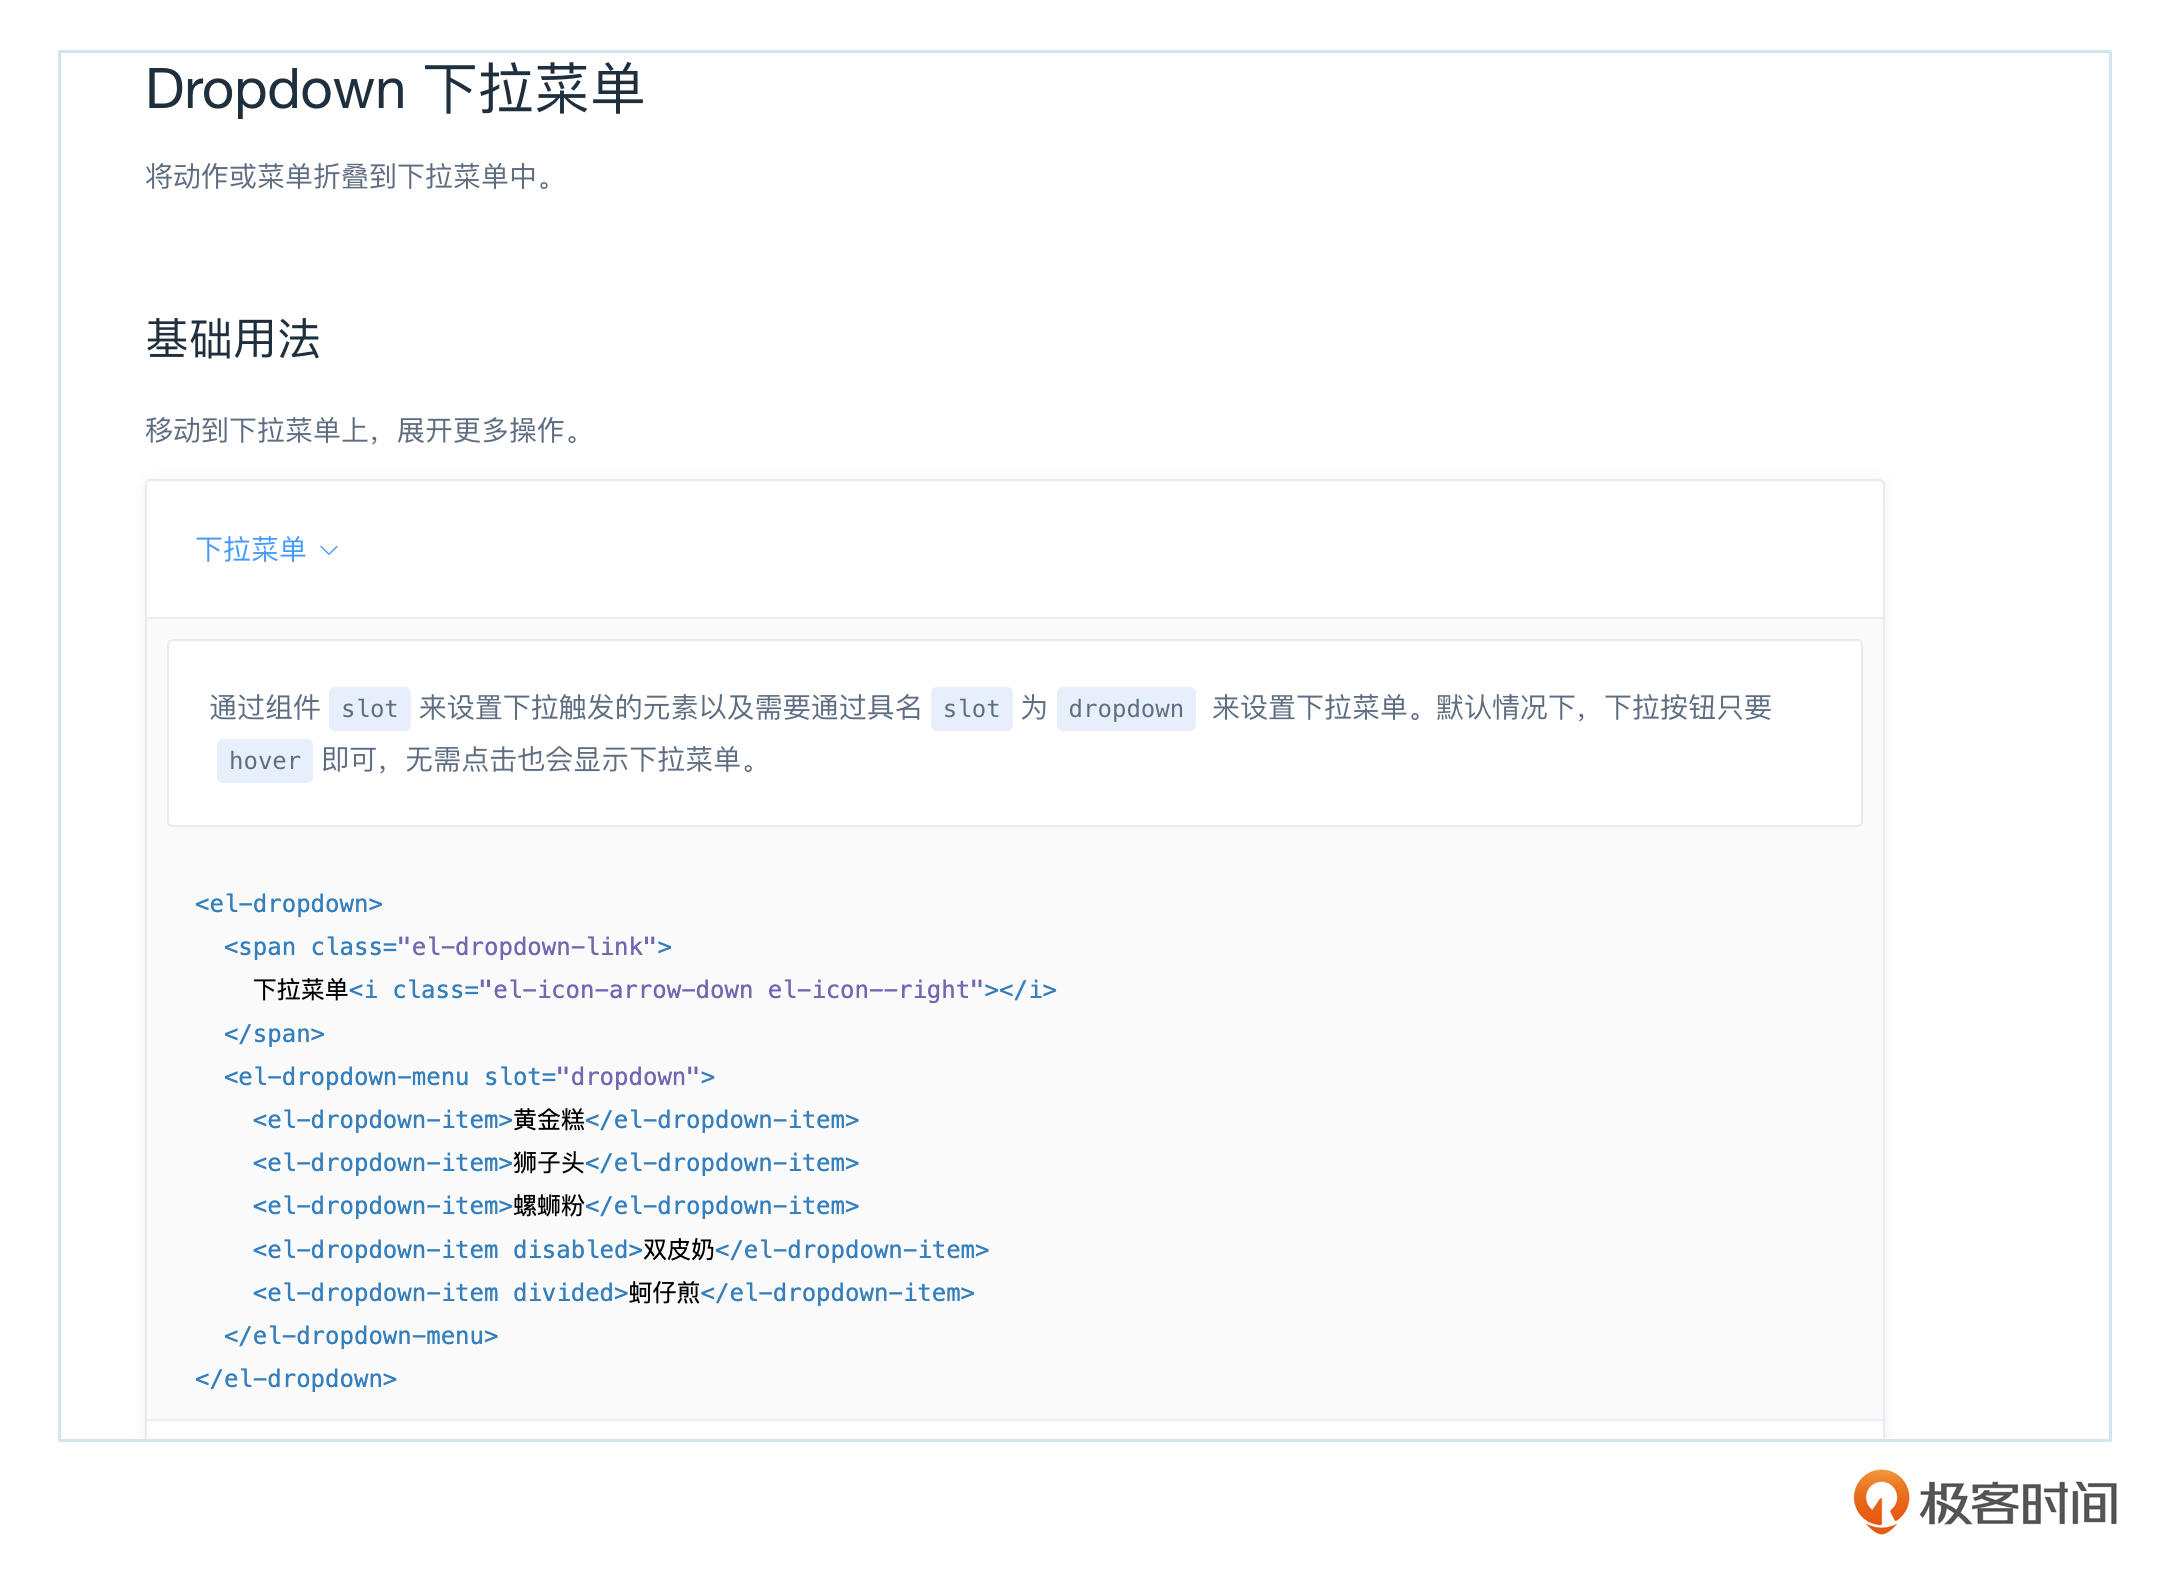 Dropdown 下拉菜单
将动作或菜单折叠到下拉菜单中。
基础用法
移动到下拉菜单上，展开更多操作。
下拉菜单
通过组件 slot 来设置下拉触发的元素以及需要通过具名 slot 为 dropdown 来设置下拉菜单。默认情况下，下拉按钮只要
hover 即可，无需点击也会显示下拉菜单。
<el-dropdown>
  <span class="el-dropdown-link">
    下拉菜单<i class="el-icon-arrow-down el-icon--right"></i>
  </span>
  <el-dropdown-menu slot="dropdown">
    <el-dropdown-item>黄金糕</el-dropdown-item>
    <el-dropdown-item>狮子头</el-dropdown-item>
    <el-dropdown-item>螺蛳粉</el-dropdown-item>
    <el-dropdown-item disabled>双皮奶</el-dropdown-item>
    <el-dropdown-item divided>蚵仔煎</el-dropdown-item>
  </el-dropdown-menu>
</el-dropdown>
极客时间